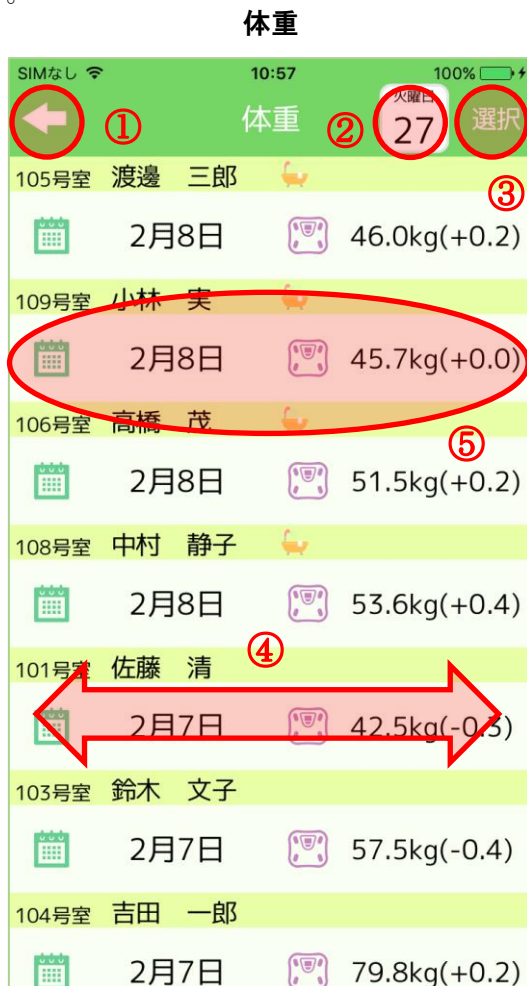 。
体重
SIMなし 10:57 100%
① 体重 ② 火曜日 27 選択
③
105号室 渡邊 三郎
2月8日 46.0kg(+0.2)
109号室 小林 実
2月8日 45.7kg(+0.0)
106号室 高橋 茂
⑤
2月8日 51.5kg(+0.2)
108号室 中村 静子
2月8日 53.6kg(+0.4)
④
101号室 佐藤 清
2月7日 42.5kg(-0.3)
103号室 鈴木 文子
2月7日 57.5kg(-0.4)
104号室 吉田 一郎
2月7日 79.8kg(+0.2)